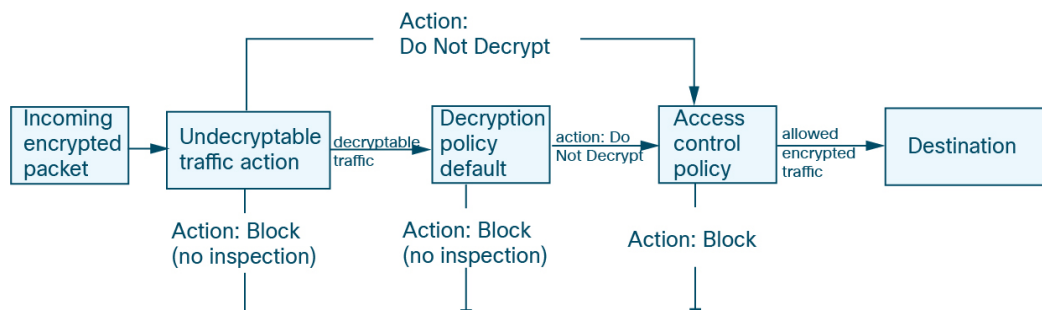 Action:
Do Not Decrypt
Incoming
encrypted
packet
Undecryptable
traffic action
decryptable
traffic
Decryption
policy
default
action: Do
Not Decrypt
Access
control
policy
allowed
encrypted
traffic
Destination
Action: Block
(no inspection)
Action: Block
(no inspection)
Action: Block